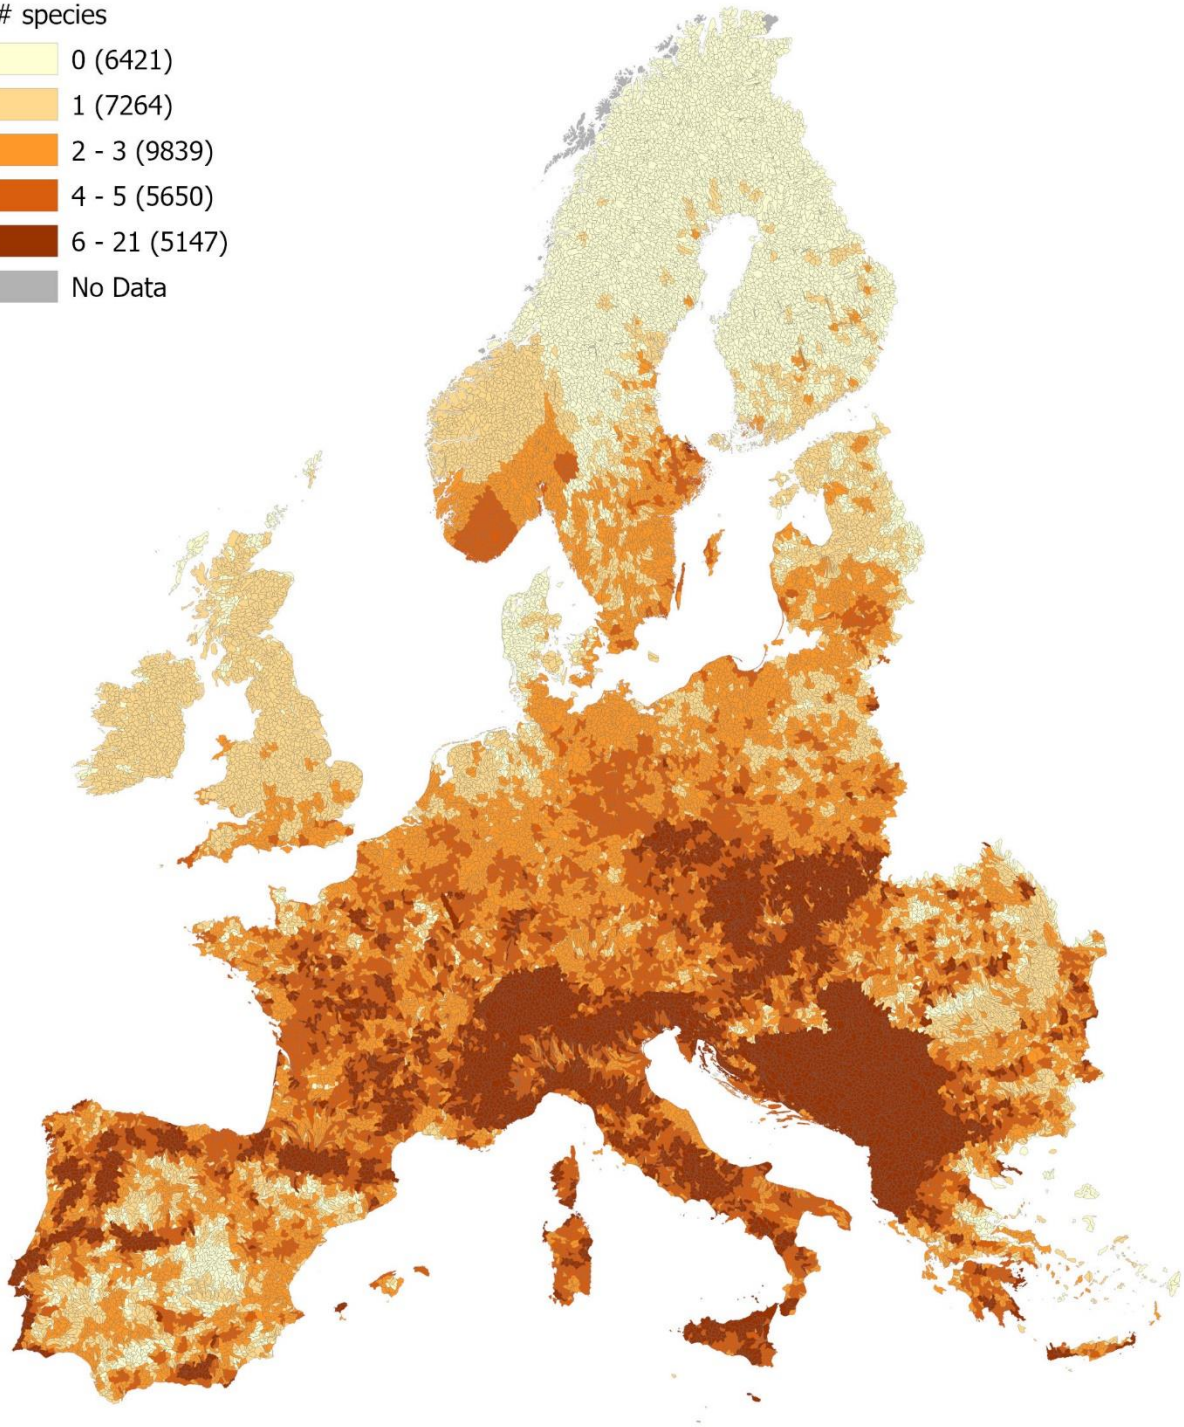 # species
0 (6421)
1 (7264)
2 - 3 (9839)
4 - 5 (5650)
6 - 21 (5147)
No Data